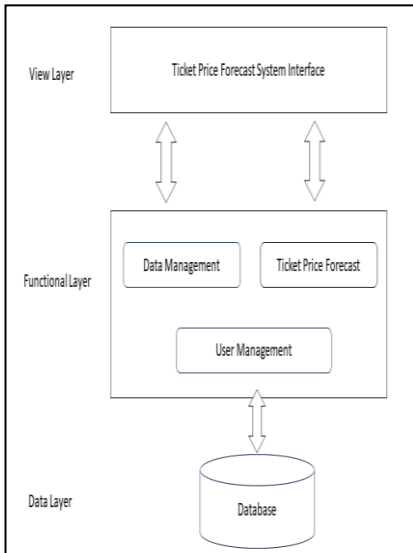 View Layer
Ticket Price Forecast System Interface
Functional Layer
Data Management
Ticket Price Forecast
User Management
Data Layer
Database